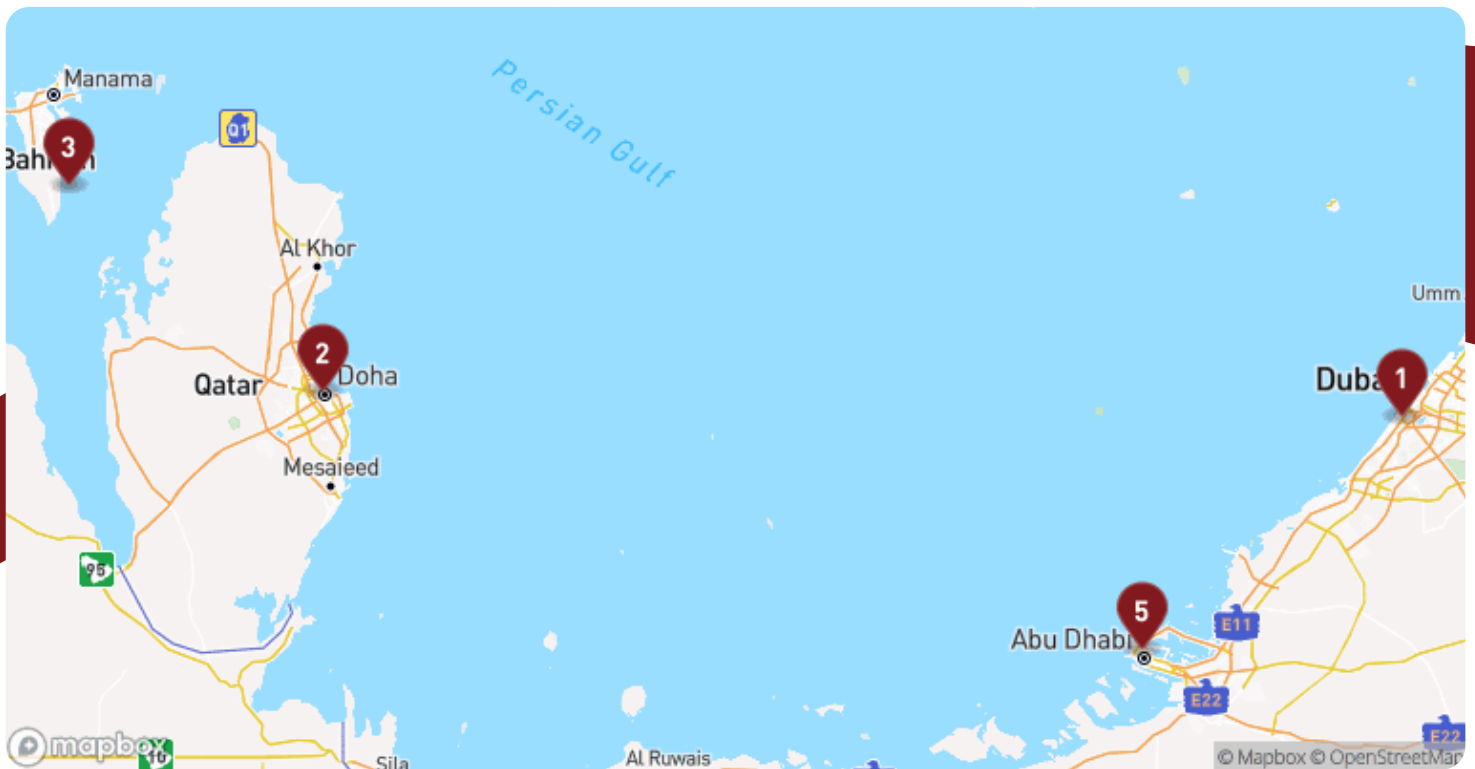 Manama
3
Bahrain
Q1
Persian Gulf
Al Khor
2
Doha
Qatar
Mesaieed
95
Umm
Dubai
1
5
Abu Dhabi
E11
E22
E22
mapbox
10
Sila
Al Ruwais
© Mapbox © OpenStreetMap